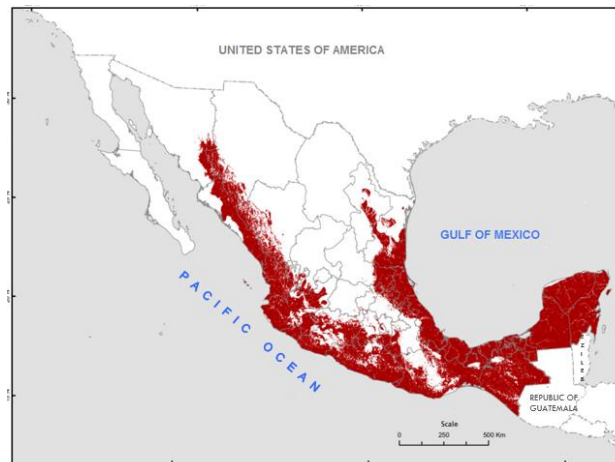 UNITED STATES OF AMERICA
GULF OF MEXICO
PACIFIC OCEAN
REPUBLIC OF
GUATEMALA
Scale
0 250 500 Km